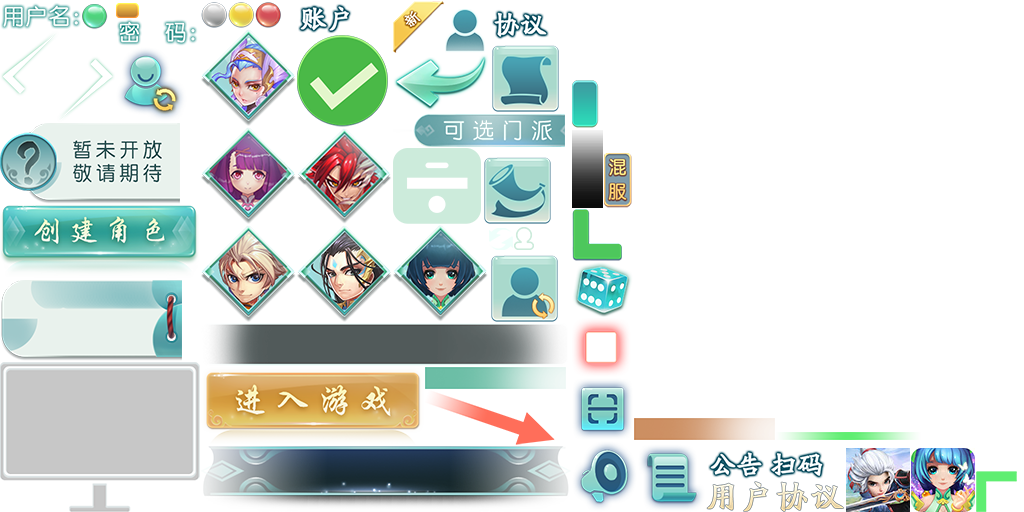 用户名:
密 码:
账户
新
协议
可选门派
暂未开放
敬请期待
混服
创建角色
进入游戏
公告 扫码
用户协议